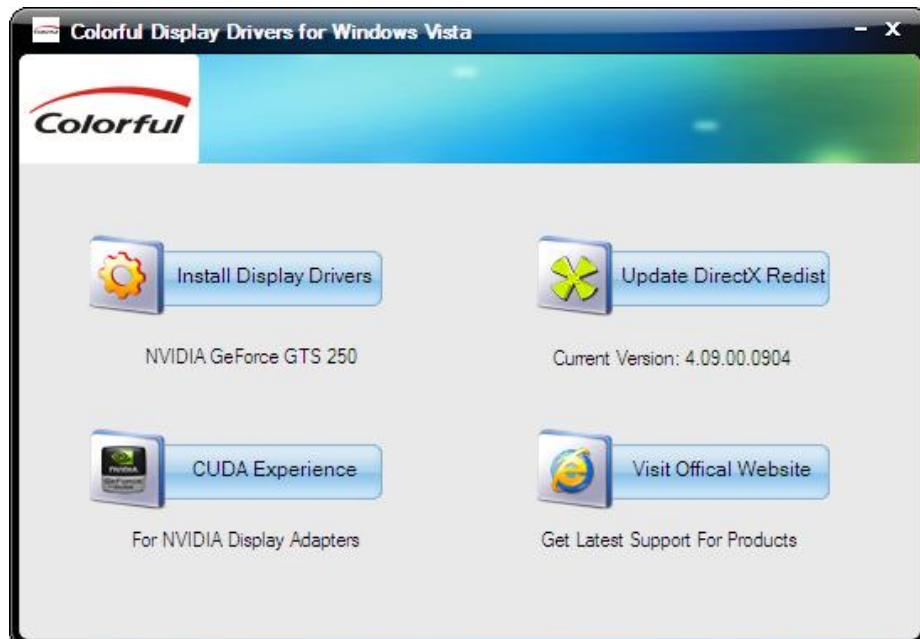 Colorful Display Drivers for Windows Vista
Colorful
Install Display Drivers
Update DirectX Redist
NVIDIA GeForce GTS 250
Current Version: 4.09.00.0904
CUDA Experience
Visit Offical Website
For NVIDIA Display Adapters
Get Latest Support For Products